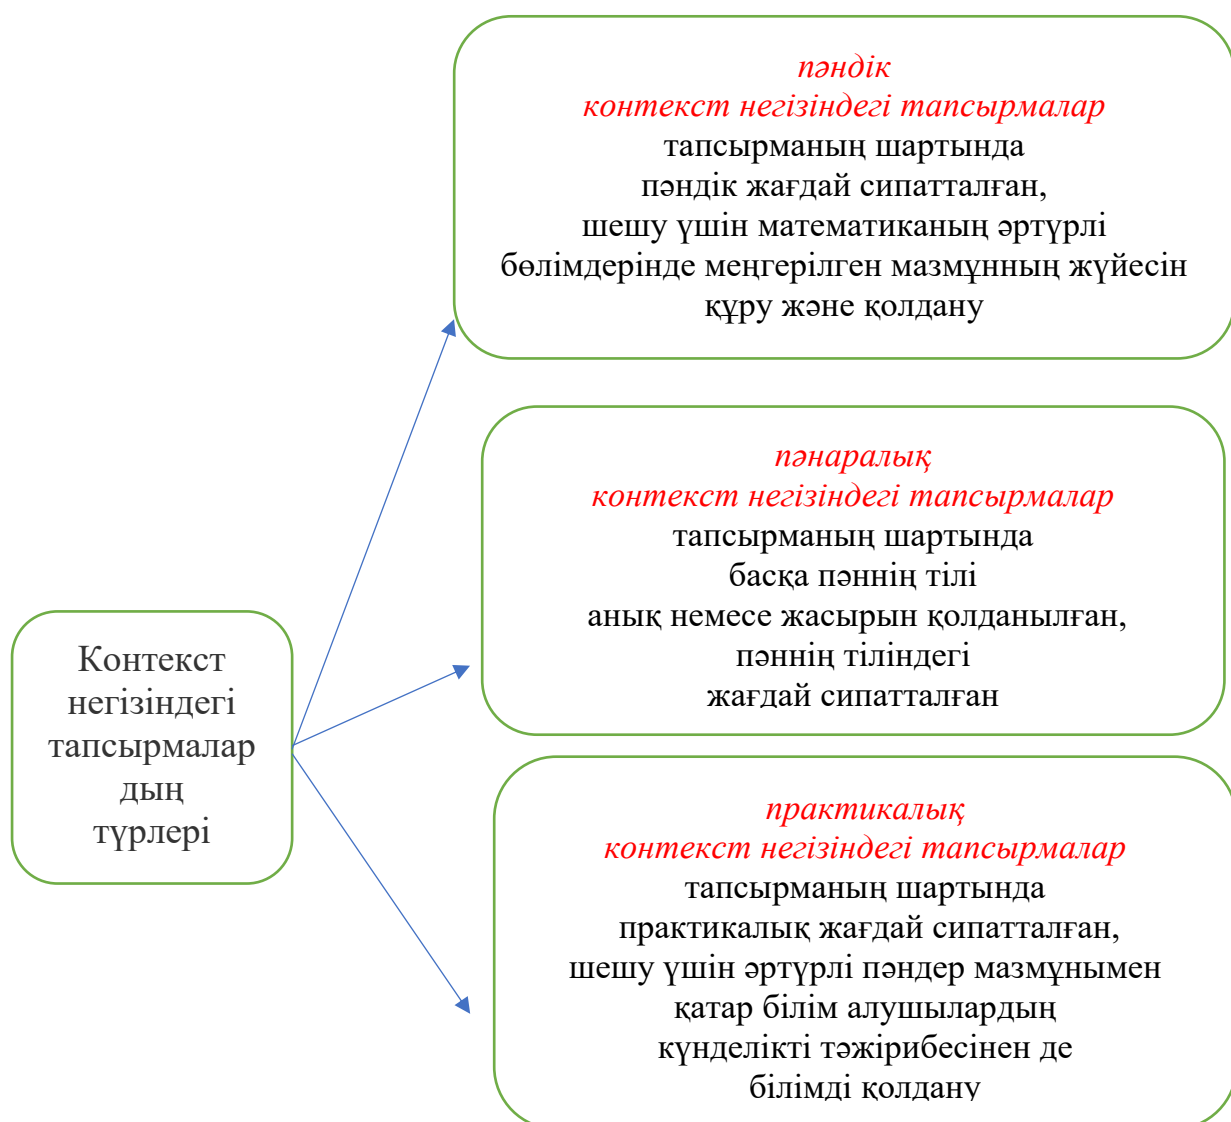 пәндік
контекст негізіндегі тапсырмалар
тапсырманың шартында
пәндік жағдай сипатталған,
шешу үшін математиканың әртүрлі
бөлімдерінде меңгерілген мазмұнның жүйесін
құру және қолдану
пәнаралық
контекст негізіндегі тапсырмалар
тапсырманың шартында
басқа пәннің тілі
анық немесе жасырын қолданылған,
пәннің тіліндегі
жағдай сипатталған
Контекст
негізіндегі
тапсырмалар
дың
түрлері
практикалық
контекст негізіндегі тапсырмалар
тапсырманың шартында
практикалық жағдай сипатталған,
шешу үшін әртүрлі пәндер мазмұнымен
қатар білім алушылардың
күнделікті тәжірибесінен де
білімді қолдану